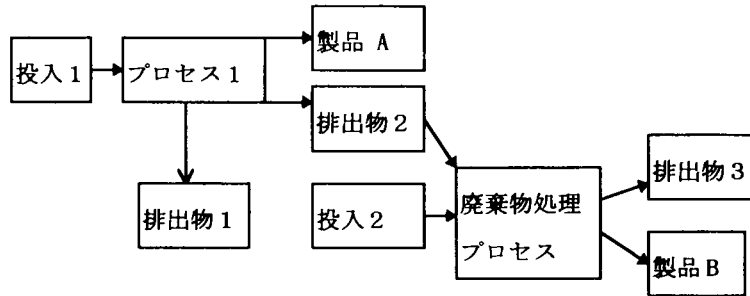 製品 A
投入1
プロセス1
排出物2
排出物3
排出物1
投入2
廃棄物処理
プロセス
製品B